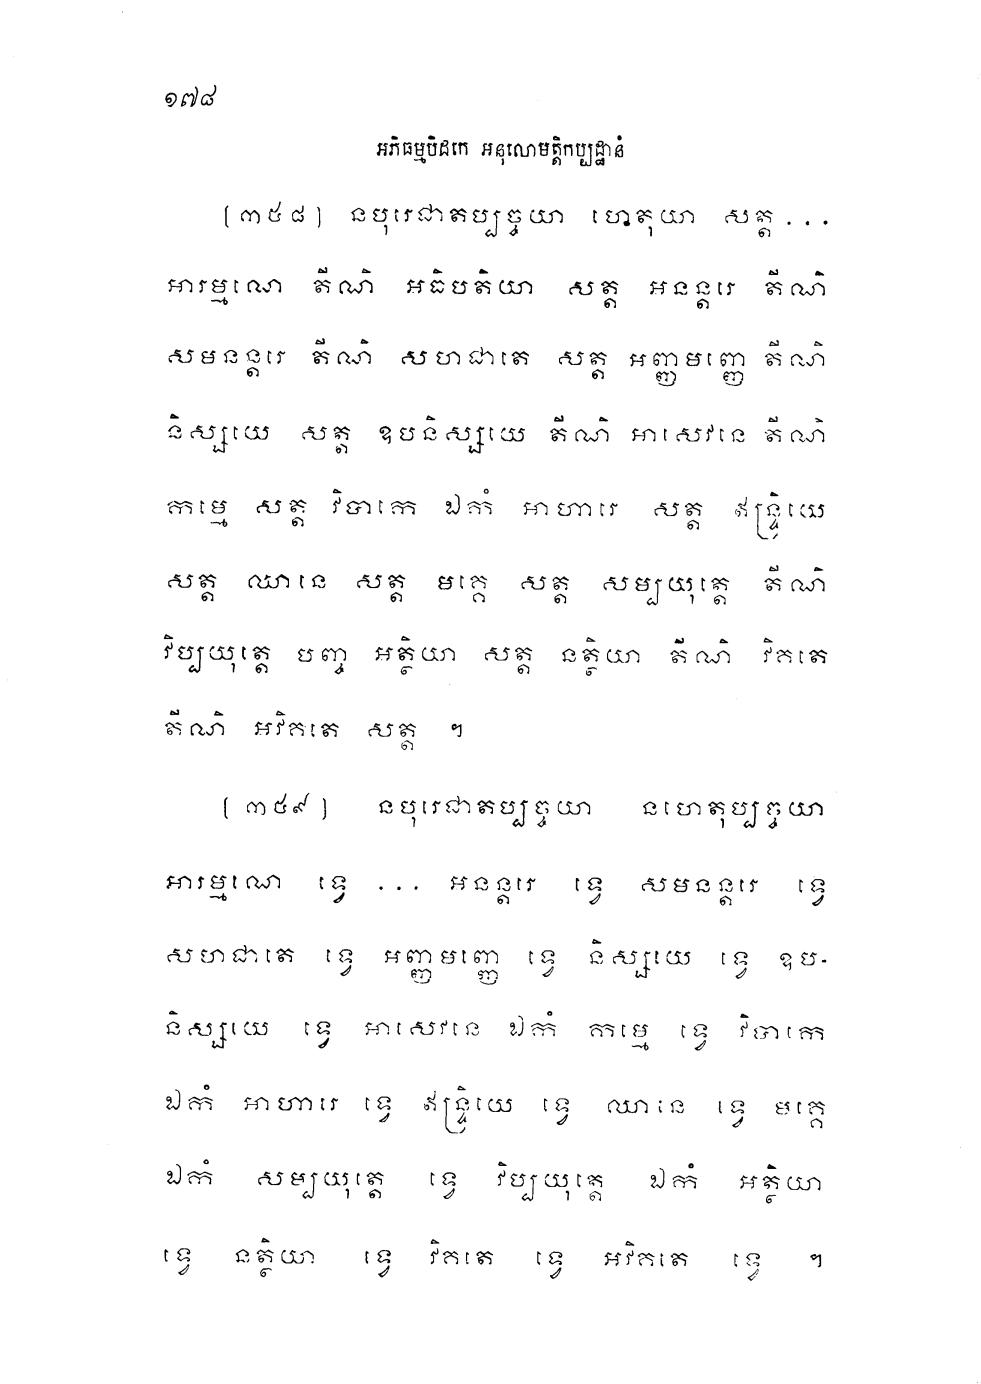 ១៧៨
អភិធម្មបិដកេ អនុលោមត្តិកប្បដ្ឋានំ
[៣៥៨] នបុរេជាតប្បច្ចយា ហេតុយា សត្ត ...
អារម្មណេ តីណិ អធិបតិយា សត្ត អនន្តរេ តីណិ
សមនន្តរេ តីណិ សហជាតេ សត្ត អញ្ញមញ្ញេ តីណិ
និស្សយេ សត្ត ឧបនិស្សយេ តីណិ អាសេវនេ តីណិ
កម្មេ សត្ត វិបាកេ ឯកំ អាហារេ សត្ត ឥន្ទ្រិយេ
សត្ត ឈានេ សត្ត មគ្គេ សត្ត សម្បយុត្តេ តីណិ
វិប្បយុត្តេ បញ្ច អត្ថិយា សត្ត នត្ថិយា តីណិ វិគតេ
តីណិ អវិគតេ សត្ត ។
[៣៥៩] នបុរេជាតប្បច្ចយា នហេតុប្បច្ចយា
អារម្មណេ ទ្វេ ... អនន្តរេ ទ្វេ សមនន្តរេ ទ្វេ
សហជាតេ ទ្វេ អញ្ញមញ្ញេ ទ្វេ និស្សយេ ទ្វេ ឧប-
និស្សយេ ទ្វេ អាសេវនេ ឯកំ កម្មេ ទ្វេ វិបាកេ
ឯកំ អាហារេ ទ្វេ ឥន្ទ្រិយេ ទ្វេ ឈានេ ទ្វេ មគ្គេ
ឯកំ សម្បយុត្តេ ទ្វេ វិប្បយុត្តេ ឯកំ អត្ថិយា
ទ្វេ នត្ថិយា ទ្វេ វិគតេ ទ្វេ អវិគតេ ទ្វេ ។